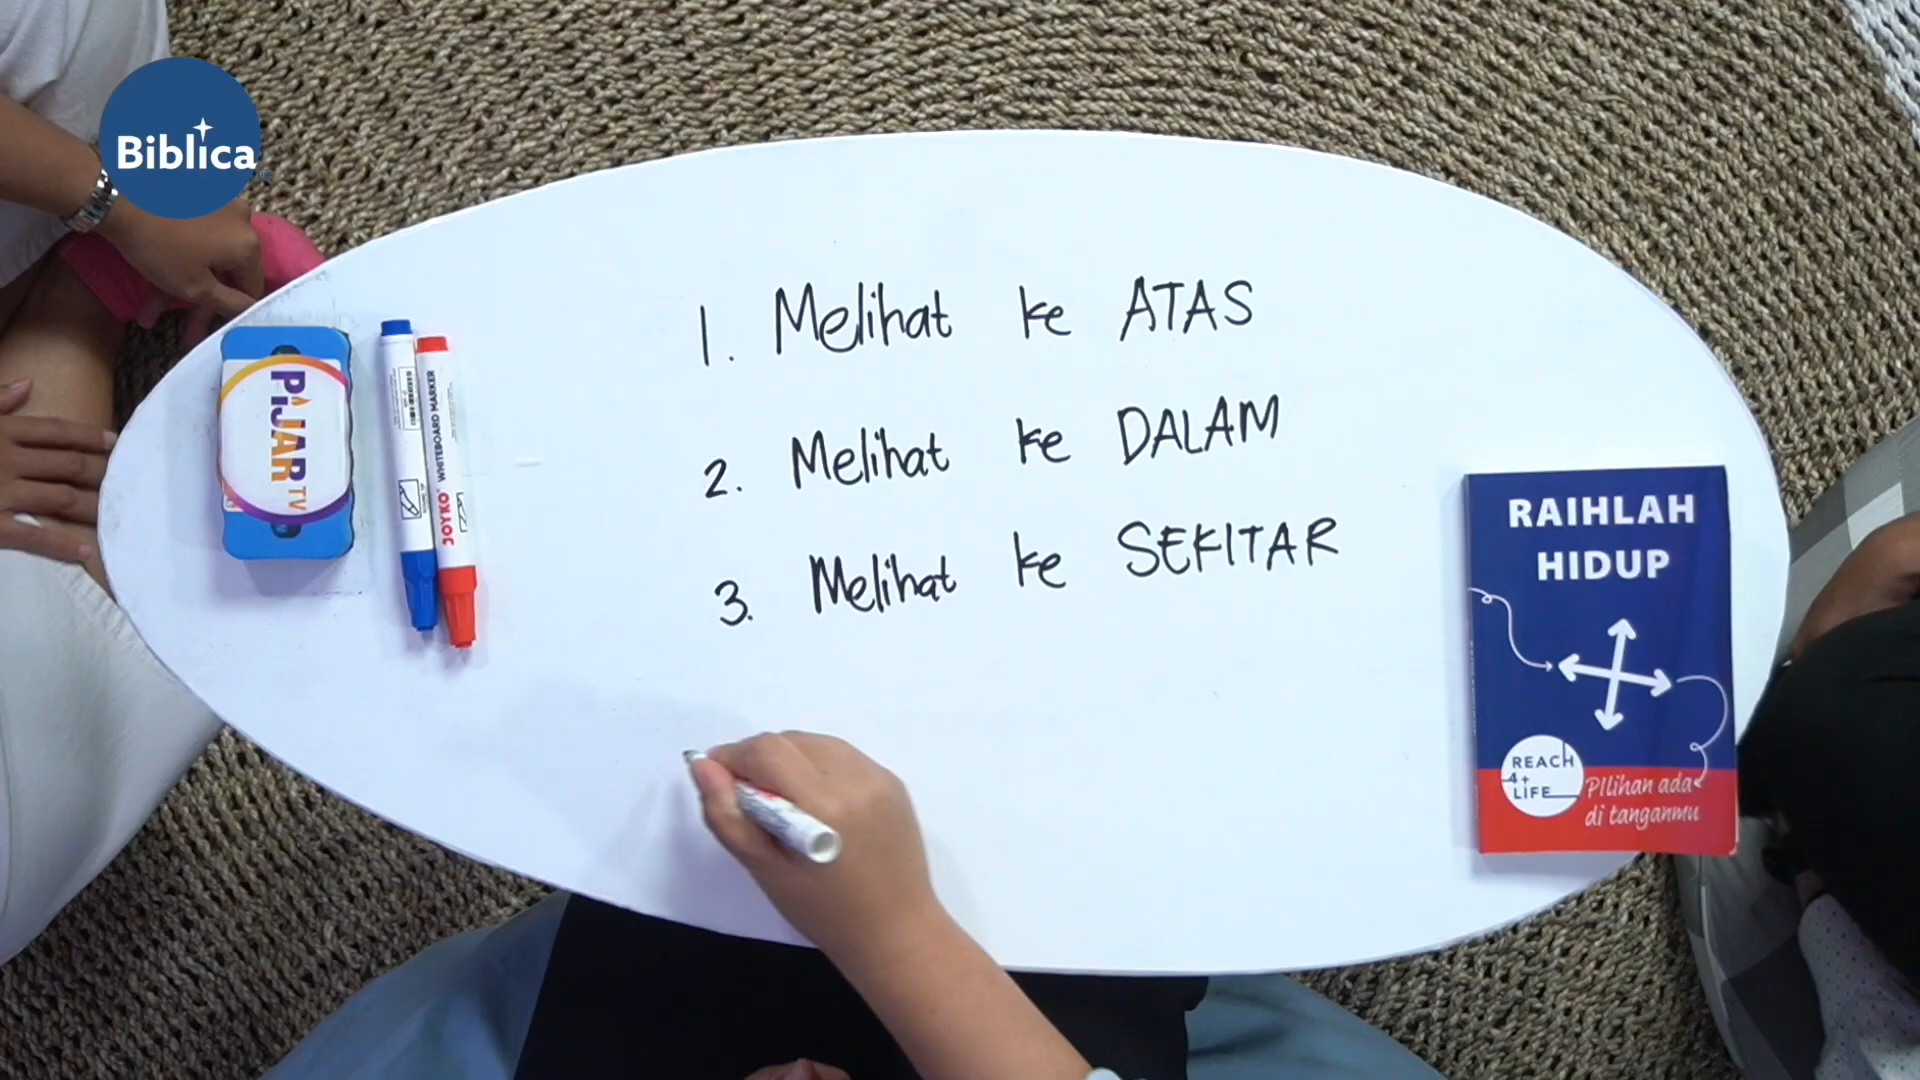 Biblica
1. Melihat ke ATAS
2. Melihat ke DALAM
3. Melihat ke SEKITAR
PIJAR TV
JOYKO WHITEBOARD MARKER
RAIHLAH
HIDUP
REACH
4+
LIFE
PIlihan ada
di tanganmu